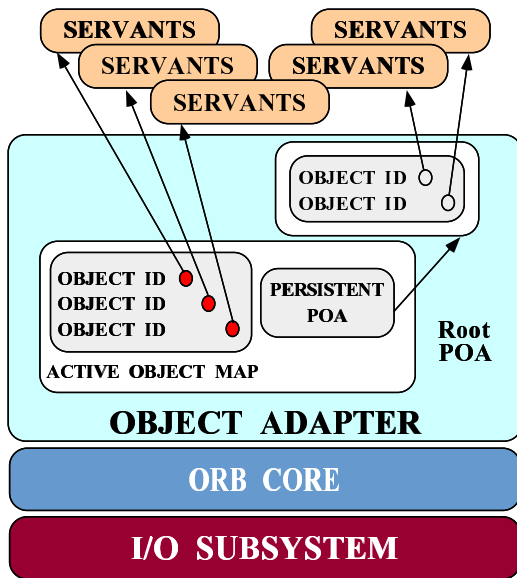 SERVANTS
SERVANTS
SERVANTS
SERVANTS
SERVANTS
OBJECT ID
OBJECT ID
OBJECT ID
OBJECT ID
OBJECT ID
PERSISTENT
POA
ACTIVE OBJECT MAP
Root
POA
OBJECT ADAPTER
ORB CORE
I/O SUBSYSTEM